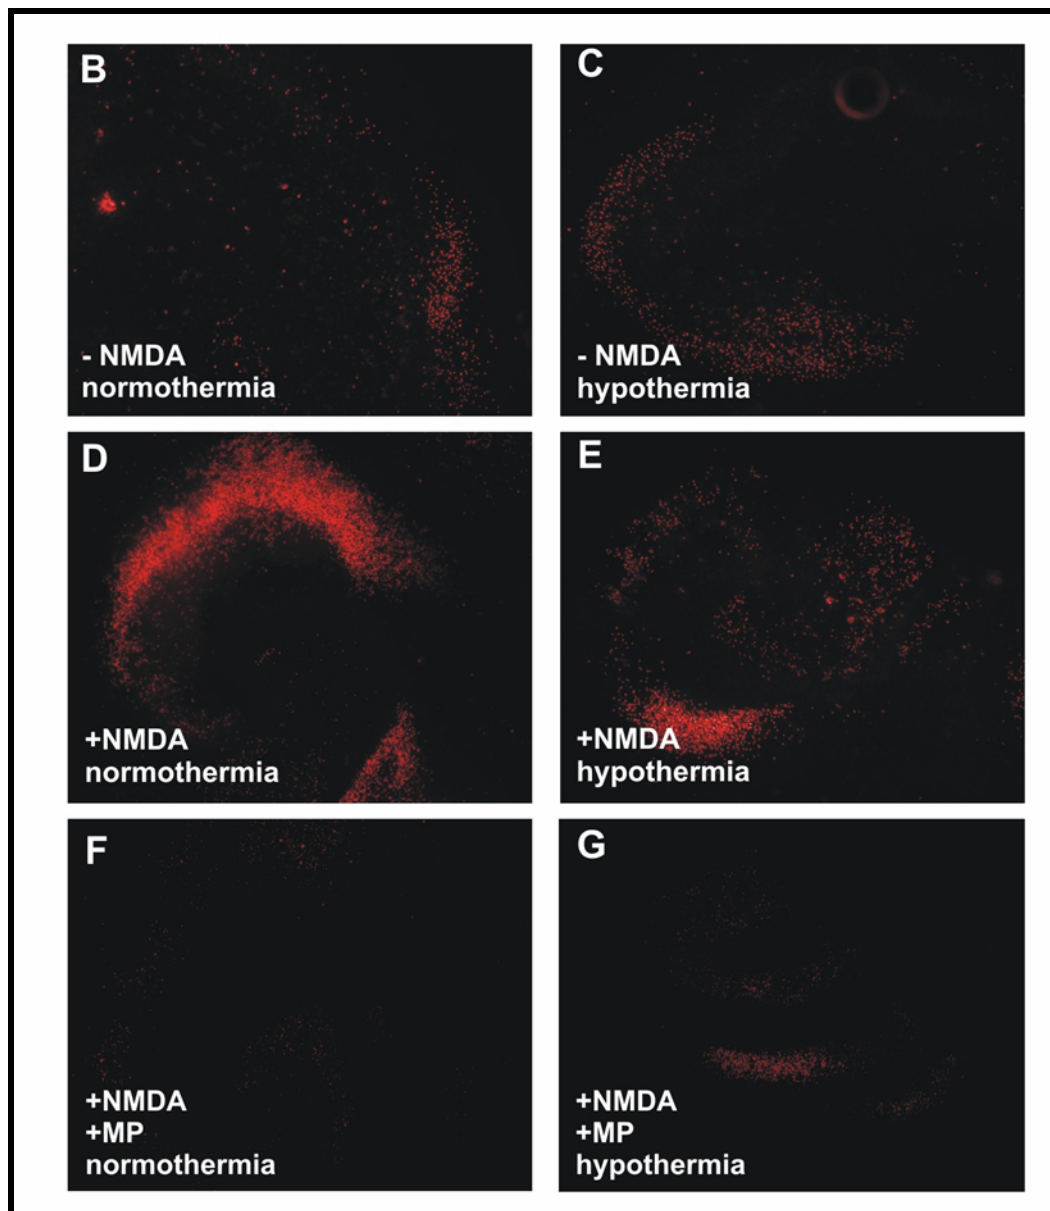 B
- NMDA
normothermia
C
- NMDA
hypothermia
D
+NMDA
normothermia
E
+NMDA
hypothermia
F
+NMDA
+MP
normothermia
G
+NMDA
+MP
hypothermia